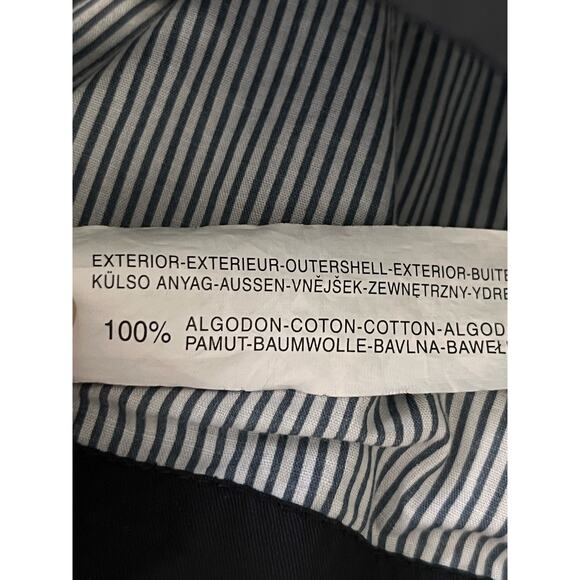 EXTERIOR-EXTERIEUR-OUTERSHELL-EXTERIOR-BUITE
KÜLSO ANYAG-AUSSEN-VNĚJŠEK-ZEWNĘTRZNY-YDRE
100% ALGODON-COTON-COTTON-ALGOD
PAMUT-BAUMWOLLE-BAVLNA-BAWEŁ